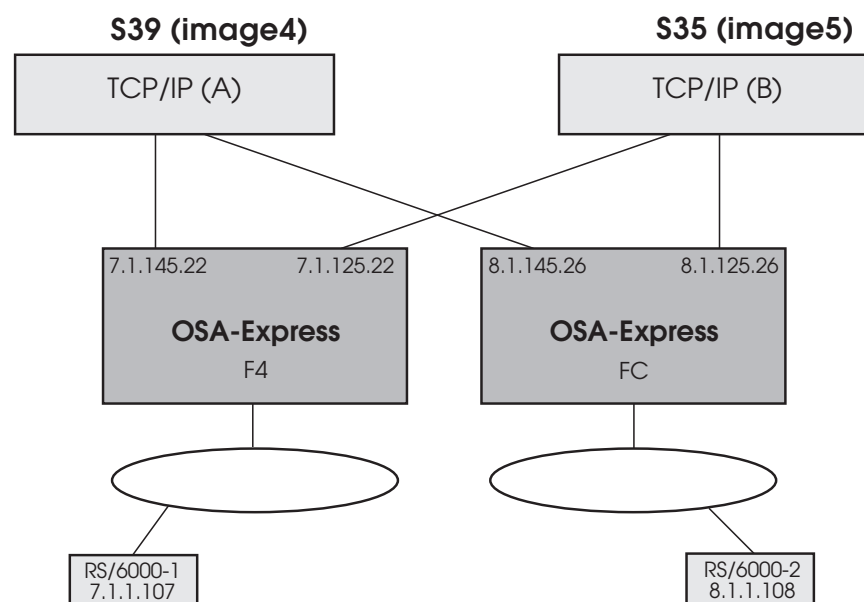 S39 (image4)
S35 (image5)
TCP/IP (A)
TCP/IP (B)
7.1.145.22
7.1.125.22
8.1.145.26
8.1.125.26
OSA-Express
OSA-Express
F4
FC
RS/6000-1
7.1.1.107
RS/6000-2
8.1.1.108